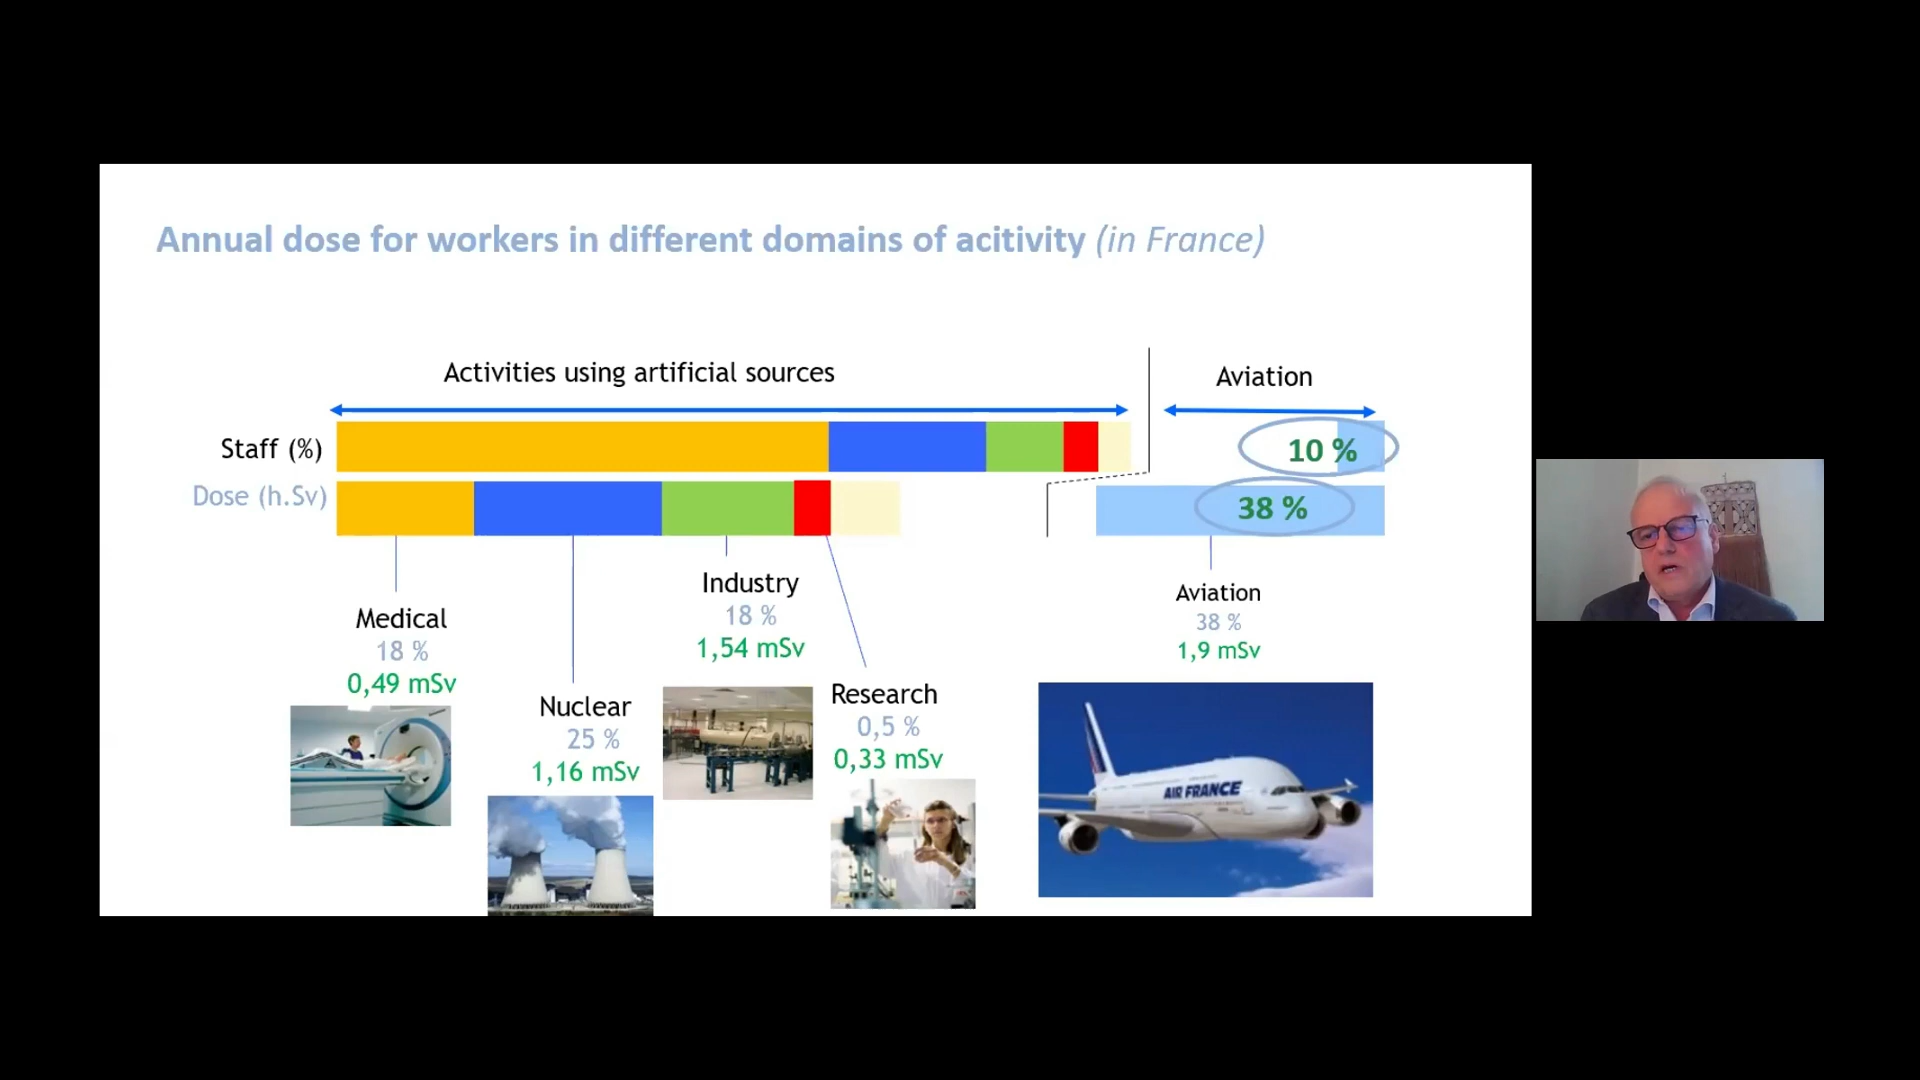 Annual dose for workers in different domains of acitivity (in France)
Activities using artificial sources
Aviation
Staff (%)
10 %
Dose (h.Sv)
38 %
Medical
18 %
0,49 mSv
Nuclear
25 %
1,16 mSv
Industry
18 %
1,54 mSv
Research
0,5 %
0,33 mSv
Aviation
38 %
1,9 mSv
AIR FRANCE